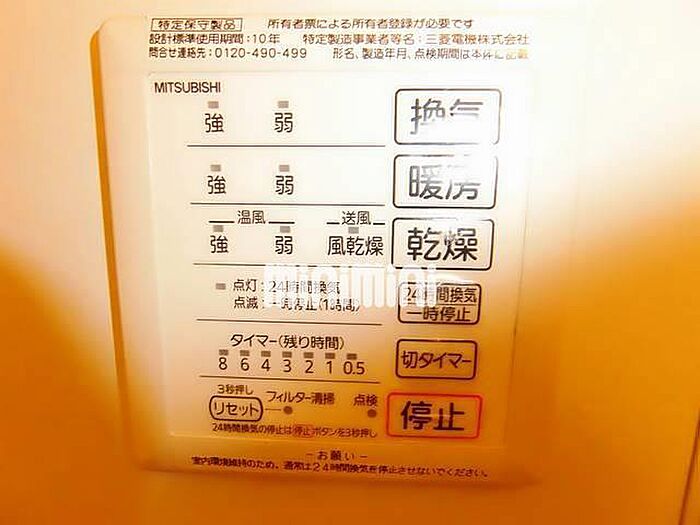 特定保守製品 所有者票による所有者登録が必要です
設計標準使用期間:10年 特定製造事業者等名:三菱電機株式会社
問合せ連絡先:0120-490-499 形名、製造年月、点検期間は本体に記載
MITSUBISHI
強 弱 換気
強 弱 暖房
温風 送風
強 弱 風乾燥 乾燥
点灯:24時間換気
点滅:一時停止(1時間)
24時間換気
一時停止
タイマー(残り時間)
8 6 4 3 2 1 0.5
切タイマー
3秒押し
リセット フィルター清掃 点検
停止
24時間換気の停止は停止ボタンを3秒押し
-お願い-
室内環境維持のため、通常は24時間換気を停止させないでください。
minimini